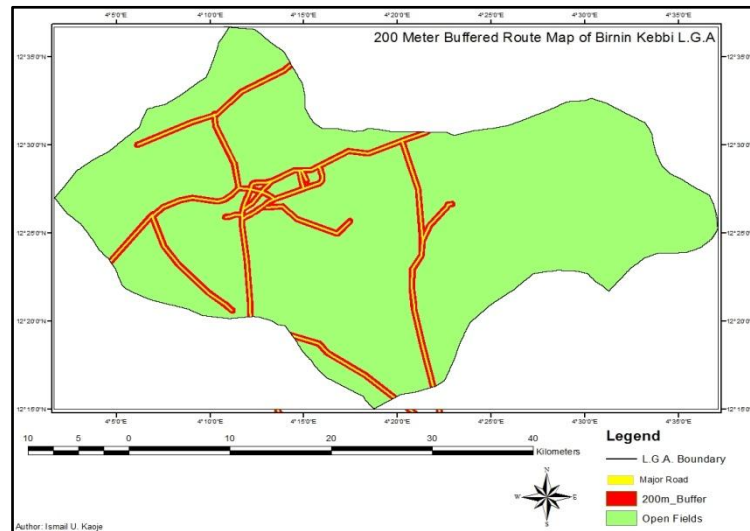 200 Meter Buffered Route Map of Birnin Kebbi L.G.A
4°5'0"E 4°10'0"E 4°15'0"E 4°20'0"E 4°25'0"E 4°30'0"E 4°35'0"E
12°35'0"N 12°35'0"N
12°30'0"N 12°30'0"N
12°25'0"N 12°25'0"N
12°20'0"N 12°20'0"N
12°15'0"N 12°15'0"N
4°5'0"E 4°10'0"E 4°15'0"E 4°20'0"E 4°25'0"E 4°30'0"E 4°35'0"E
10 5 0 10 20 30 40
Kilometers
Legend
L.G.A. Boundary
Major Road
200m_Buffer
Open Fields
N
W E
S
Author: Ismail U. Kaoje